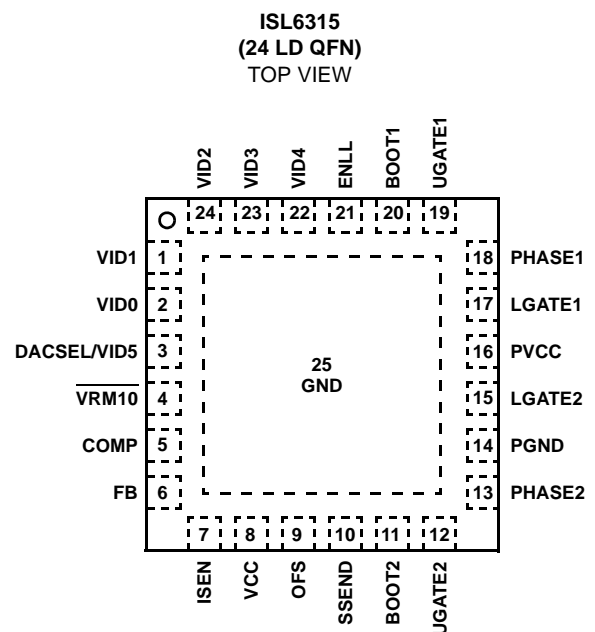 ISL6315
(24 LD QFN)
TOP VIEW
VID2
VID3
VID4
ENLL
BOOT1
UGATE1
24
23
22
21
20
19
VID1 1
18 PHASE1
VID0 2
17 LGATE1
DACSEL/VID5 3
16 PVCC
VRM10 4
15 LGATE2
COMP 5
14 PGND
FB 6
13 PHASE2
25
GND
7
8
9
10
11
12
ISEN
VCC
OFS
SSEND
BOOT2
UGATE2